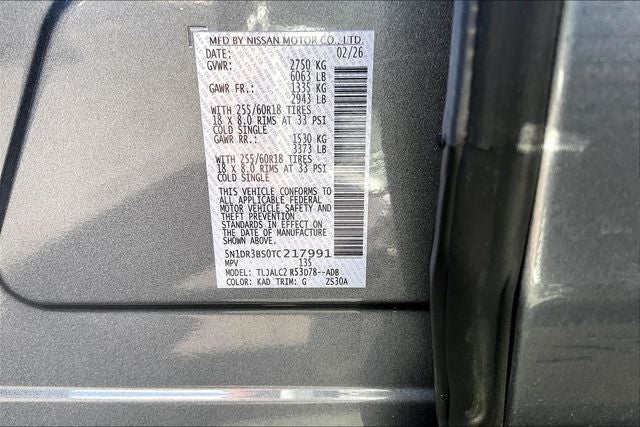 MFD BY NISSAN MOTOR CO., LTD.
DATE: 02/26
GVWR: 2750 KG
6063 LB
GAWR FR.: 1335 KG
2943 LB
WITH 255/60R18 TIRES
18 X 8.0 RIMS AT 33 PSI
COLD SINGLE
GAWR RR.: 1530 KG
3373 LB
WITH 255/60R18 TIRES
18 X 8.0 RIMS AT 33 PSI
COLD SINGLE
THIS VEHICLE CONFORMS TO
ALL APPLICABLE FEDERAL
MOTOR VEHICLE SAFETY AND
THEFT PREVENTION
STANDARDS IN EFFECT ON
THE DATE OF MANUFACTURE
SHOWN ABOVE.
5N1DR3BS0TC217991
MPV 135
MODEL: TLJALCZ R53D78--ADB
COLOR: KAD TRIM: G ZS30A